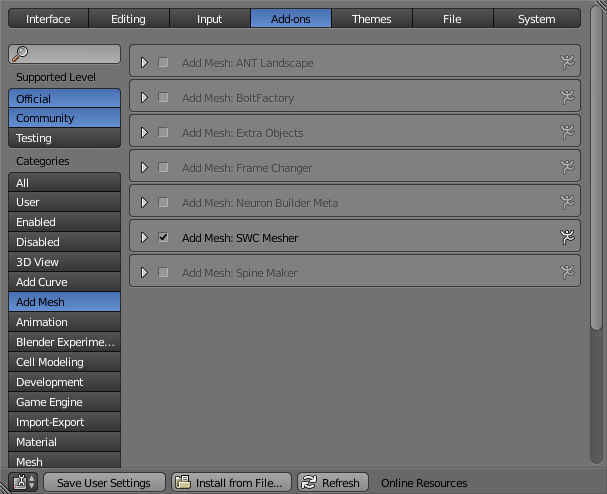 Interface Editing Input Add-ons Themes File System
Supported Level
Official
Community
Testing
Categories
All
User
Enabled
Disabled
3D View
Add Curve
Add Mesh
Animation
Blender Experime...
Cell Modeling
Development
Game Engine
Import-Export
Material
Mesh
Add Mesh: ANT Landscape
Add Mesh: BoltFactory
Add Mesh: Extra Objects
Add Mesh: Frame Changer
Add Mesh: Neuron Builder Meta
Add Mesh: SWC Mesher
Add Mesh: Spine Maker
Save User Settings Install from File... Refresh Online Resources